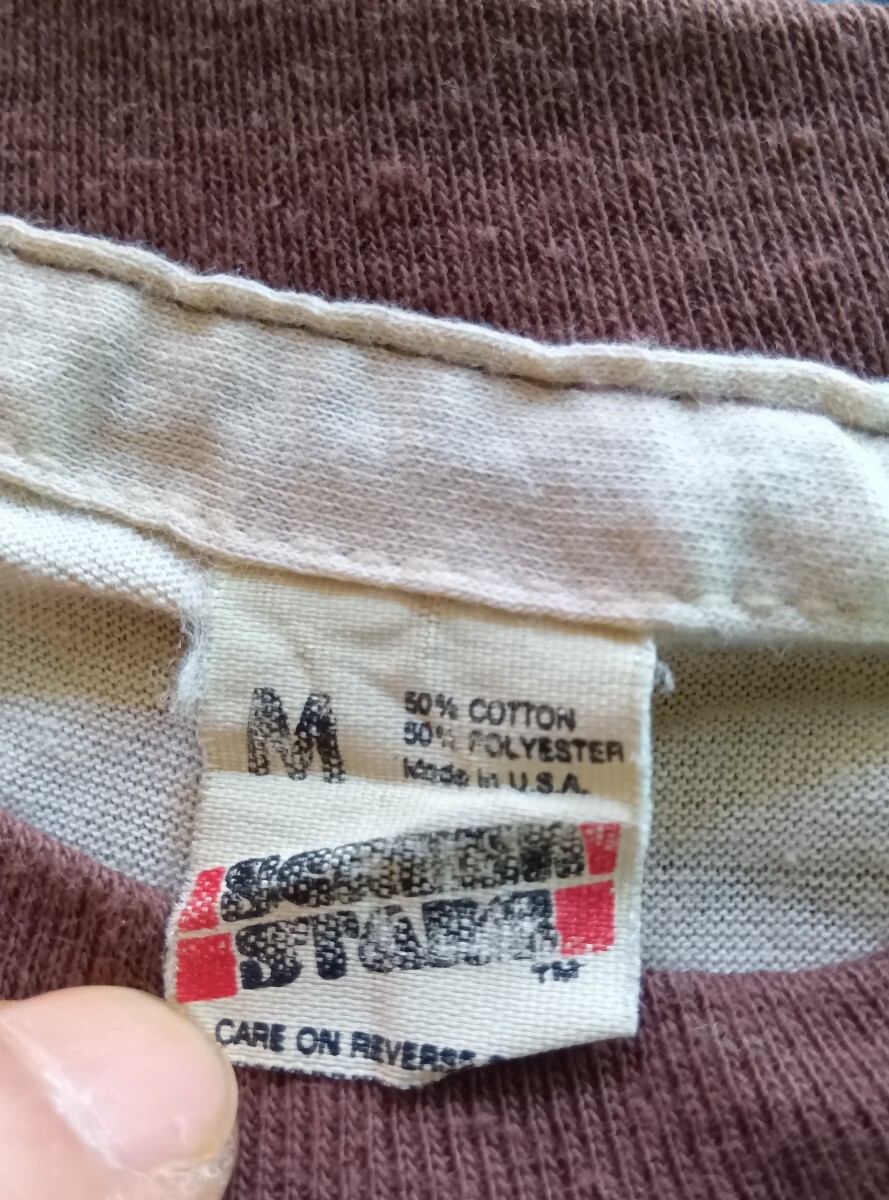 M
50% COTTON
50% POLYESTER
Made in U.S.A.
SCREEN
STARS
TM
CARE ON REVERSE